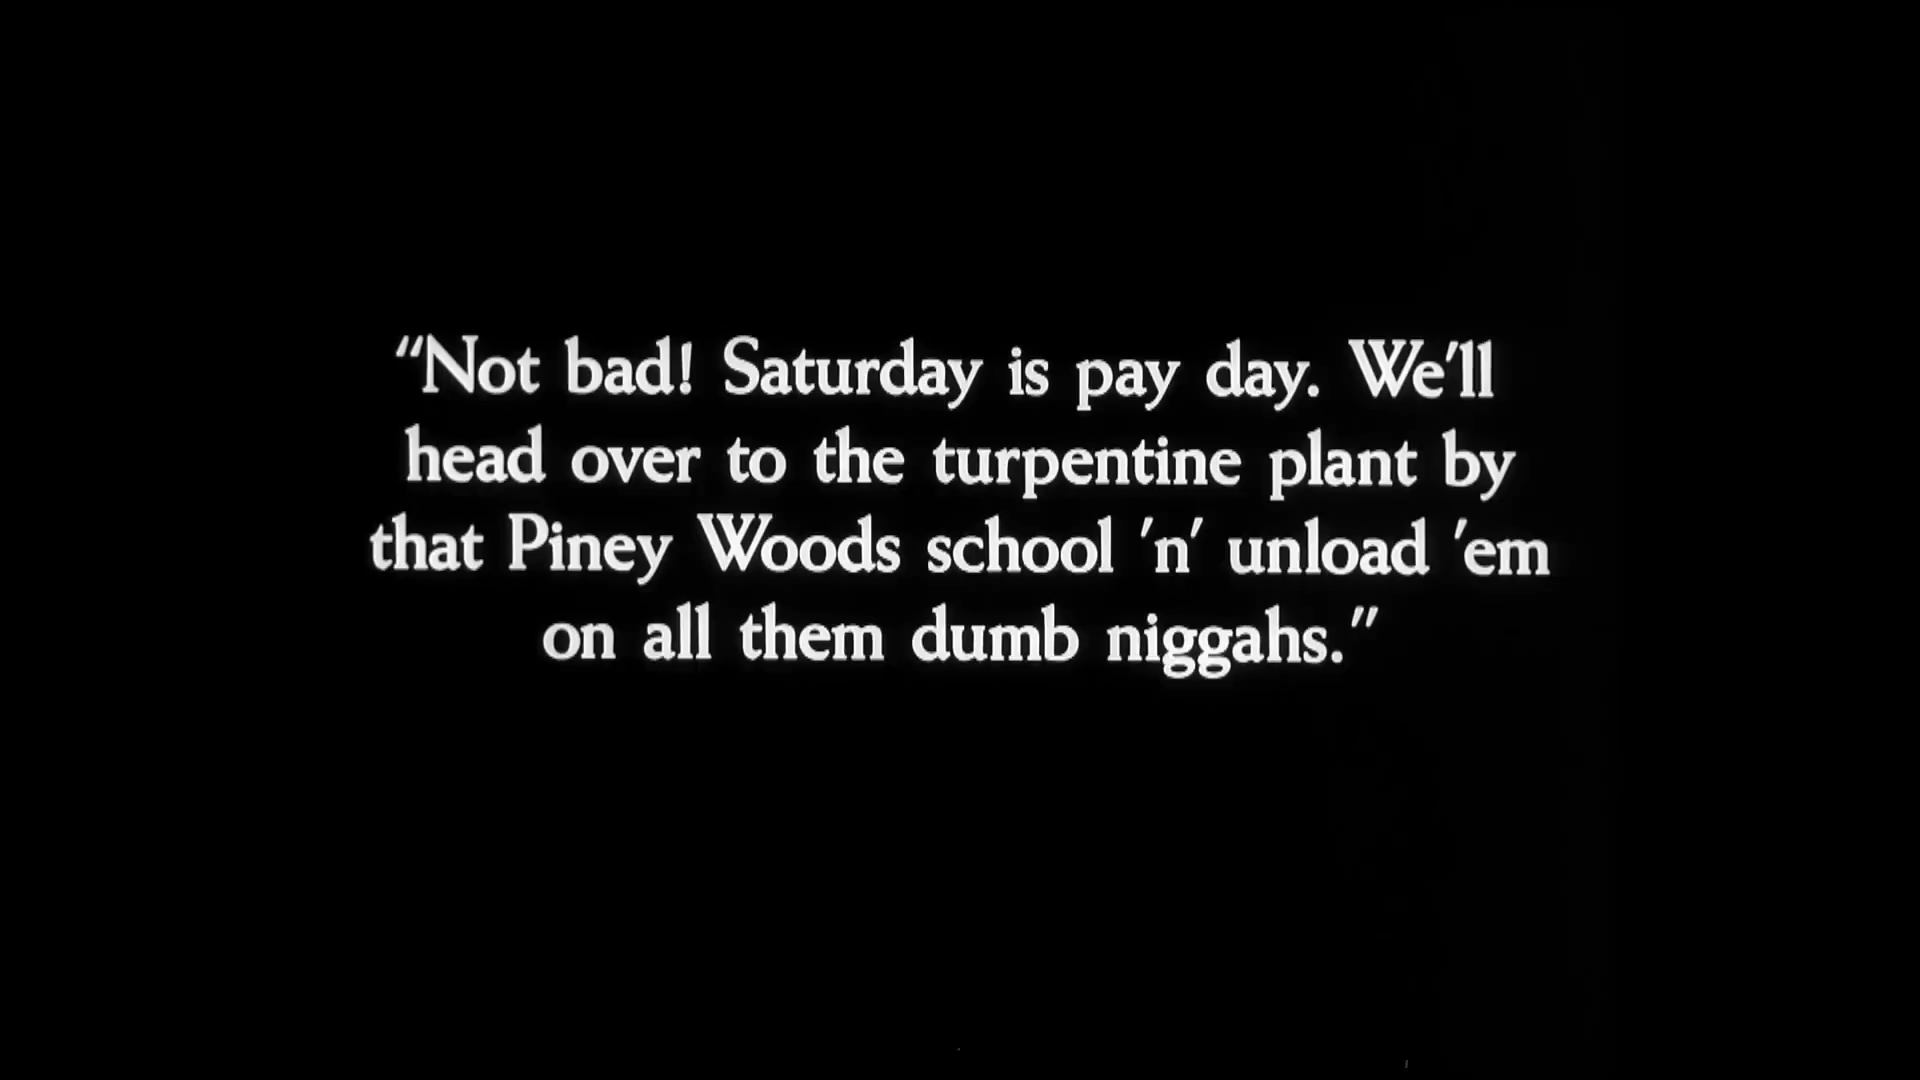 “Not bad! Saturday is pay day. We’ll
head over to the turpentine plant by
that Piney Woods school ’n’ unload ’em
on all them dumb niggahs.”